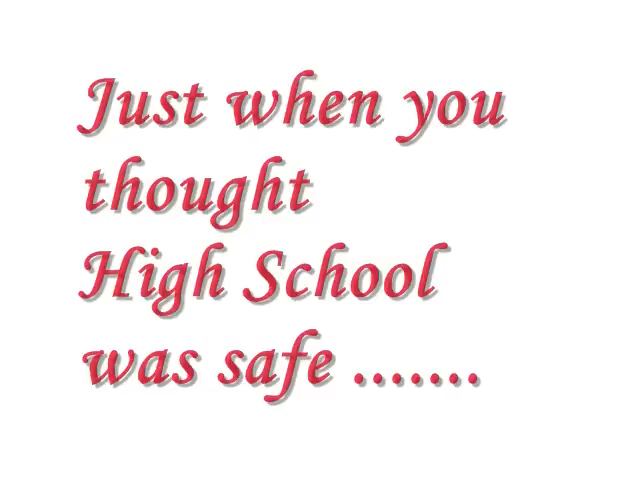 Just when you
thought
High School
was safe .......